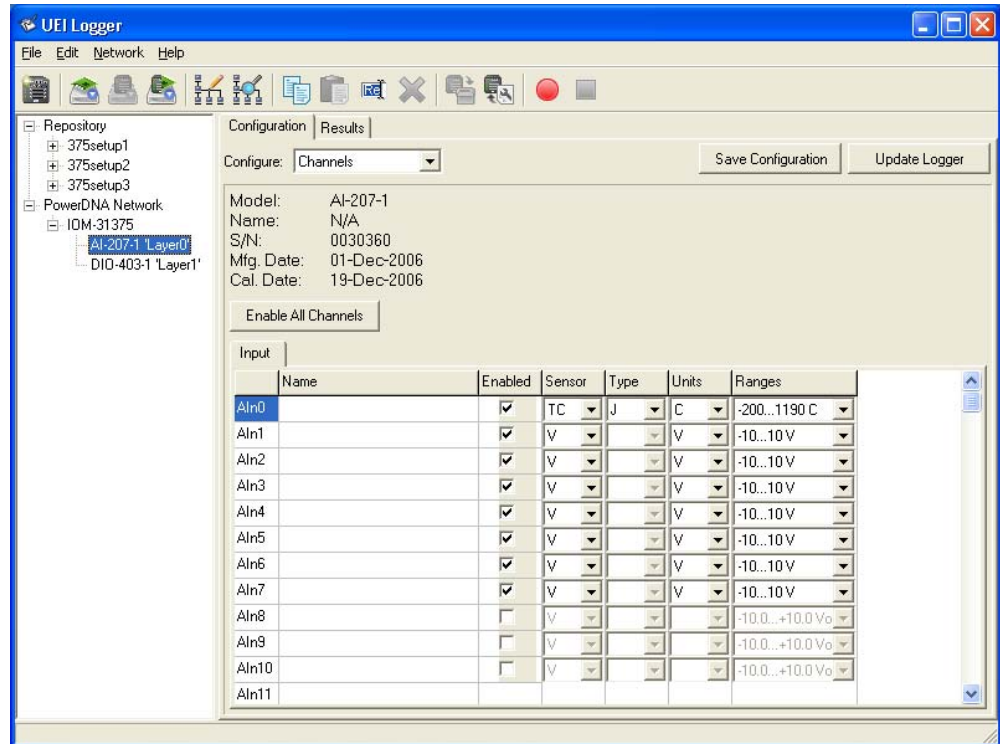 UEI Logger
File Edit Network Help
Repository
375setup1
375setup2
375setup3
PowerDNA Network
IOM-31375
AI-207-1 'Layer0'
DIO-403-1 'Layer1'
Configuration Results
Configure: Channels Save Configuration Update Logger
Model: AI-207-1
Name: N/A
S/N: 0030360
Mfg. Date: 01-Dec-2006
Cal. Date: 19-Dec-2006
Enable All Channels
Input
Name Enabled Sensor Type Units Ranges
AIn0 TC J C -200...1190 C
AIn1 V V -10...10 V
AIn2 V V -10...10 V
AIn3 V V -10...10 V
AIn4 V V -10...10 V
AIn5 V V -10...10 V
AIn6 V V -10...10 V
AIn7 V V -10...10 V
AIn8 V -10.0...+10.0 Vo
AIn9 V -10.0...+10.0 Vo
AIn10 V -10.0...+10.0 Vo
AIn11